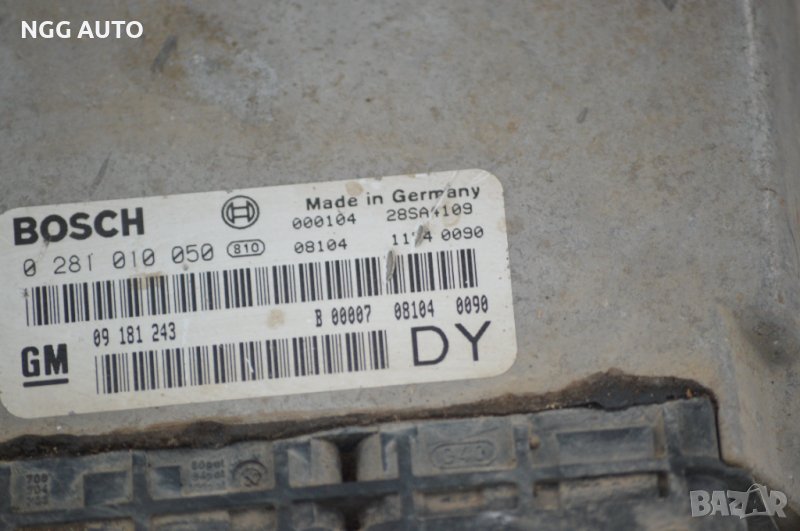 NGG AUTO
BOSCH
Made in Germany
000104 28SA4109
0 281 010 050 810 08104 0090
B 00007 08104 0090
09 181 243
GM
DY
BAZAR